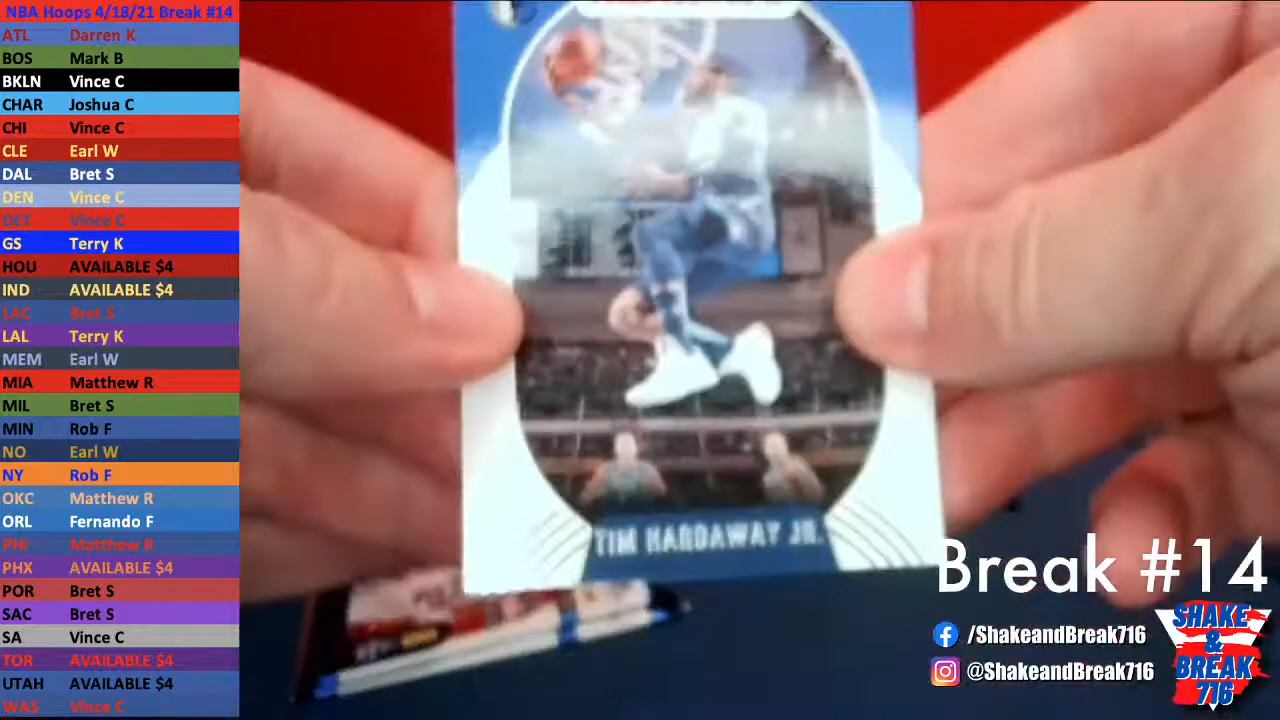 NBA Hoops 4/18/21 Break #14
ATL Darren K
BOS Mark B
BKLN Vince C
CHAR Joshua C
CHI Vince C
CLE Earl W
DAL Bret S
DEN Vince C
DET Vince C
GS Terry K
HOU AVAILABLE $4
IND AVAILABLE $4
LAC Bret S
LAL Terry K
MEM Earl W
MIA Matthew R
MIL Bret S
MIN Rob F
NO Earl W
NY Rob F
OKC Matthew R
ORL Fernando F
PHI Matthew R
PHX AVAILABLE $4
POR Bret S
SAC Bret S
SA Vince C
TOR AVAILABLE $4
UTAH AVAILABLE $4
WAS Vince C
TIM HARDAWAY JR.
Break #14
/ShakeandBreak716
@ShakeandBreak716
SHAKE
&
BREAK
716